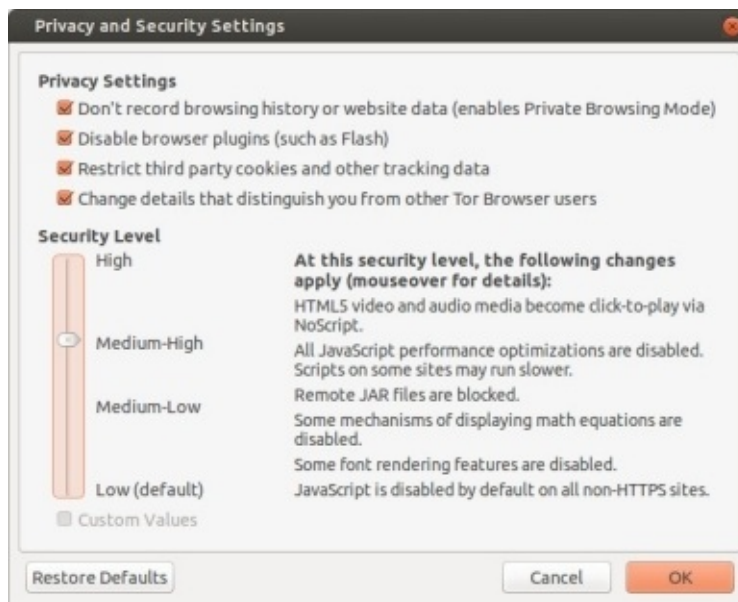 Privacy and Security Settings
Privacy Settings
Don't record browsing history or website data (enables Private Browsing Mode)
Disable browser plugins (such as Flash)
Restrict third party cookies and other tracking data
Change details that distinguish you from other Tor Browser users
Security Level
High
Medium-High
Medium-Low
Low (default)
At this security level, the following changes
apply (mouseover for details):
HTML5 video and audio media become click-to-play via
NoScript.
All JavaScript performance optimizations are disabled.
Scripts on some sites may run slower.
Remote JAR files are blocked.
Some mechanisms of displaying math equations are
disabled.
Some font rendering features are disabled.
JavaScript is disabled by default on all non-HTTPS sites.
Custom Values
Restore Defaults
Cancel
OK